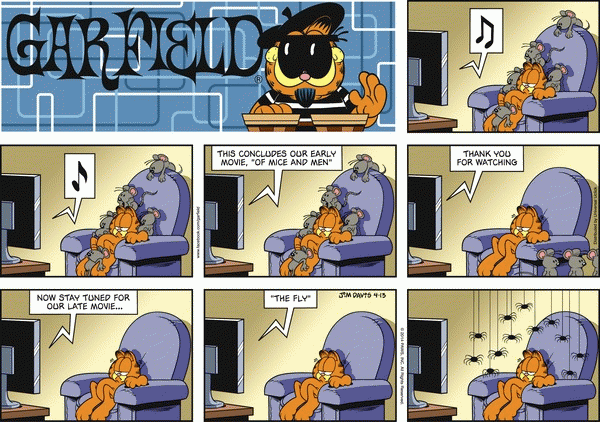 GARFIELD
®
THIS CONCLUDES OUR EARLY
MOVIE, "OF MICE AND MEN"
THANK YOU
FOR WATCHING
NOW STAY TUNED FOR
OUR LATE MOVIE...
"THE FLY"
JIM DAVIS 4-13